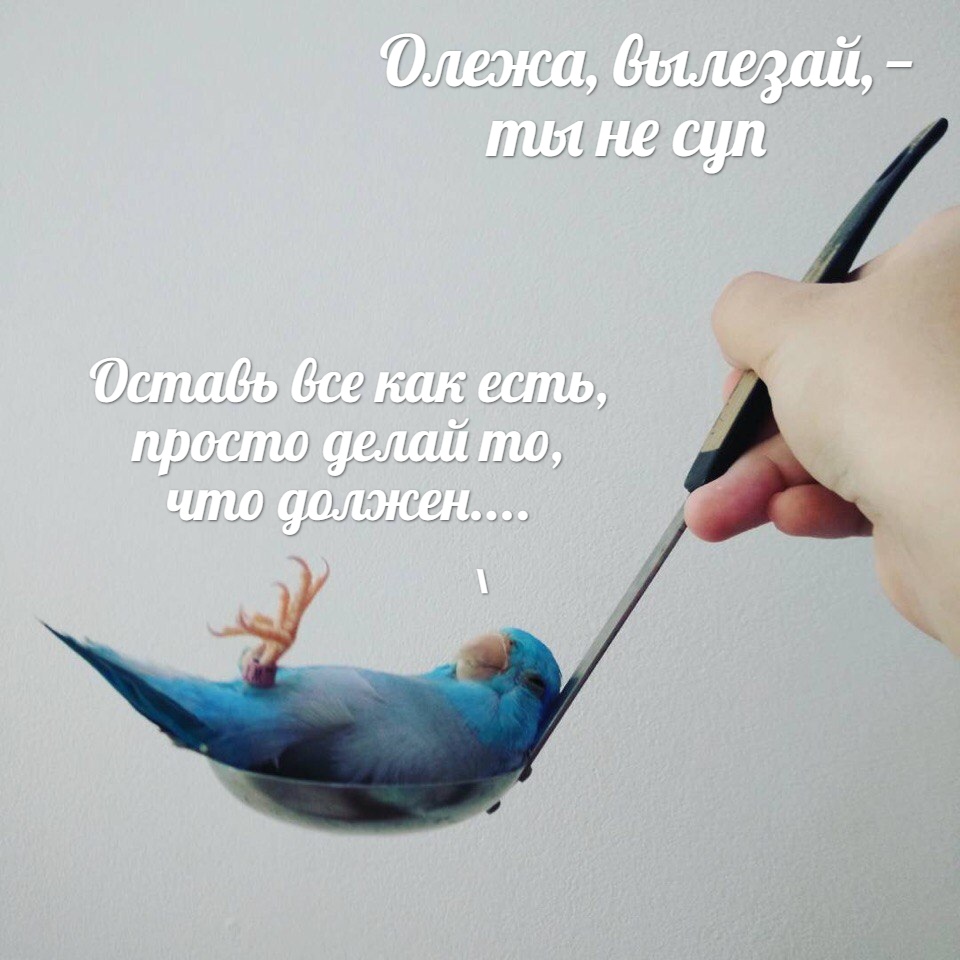 Олежа, вылезай, –
ты не суп
Оставь все как есть,
просто делай то,
что должен....
\